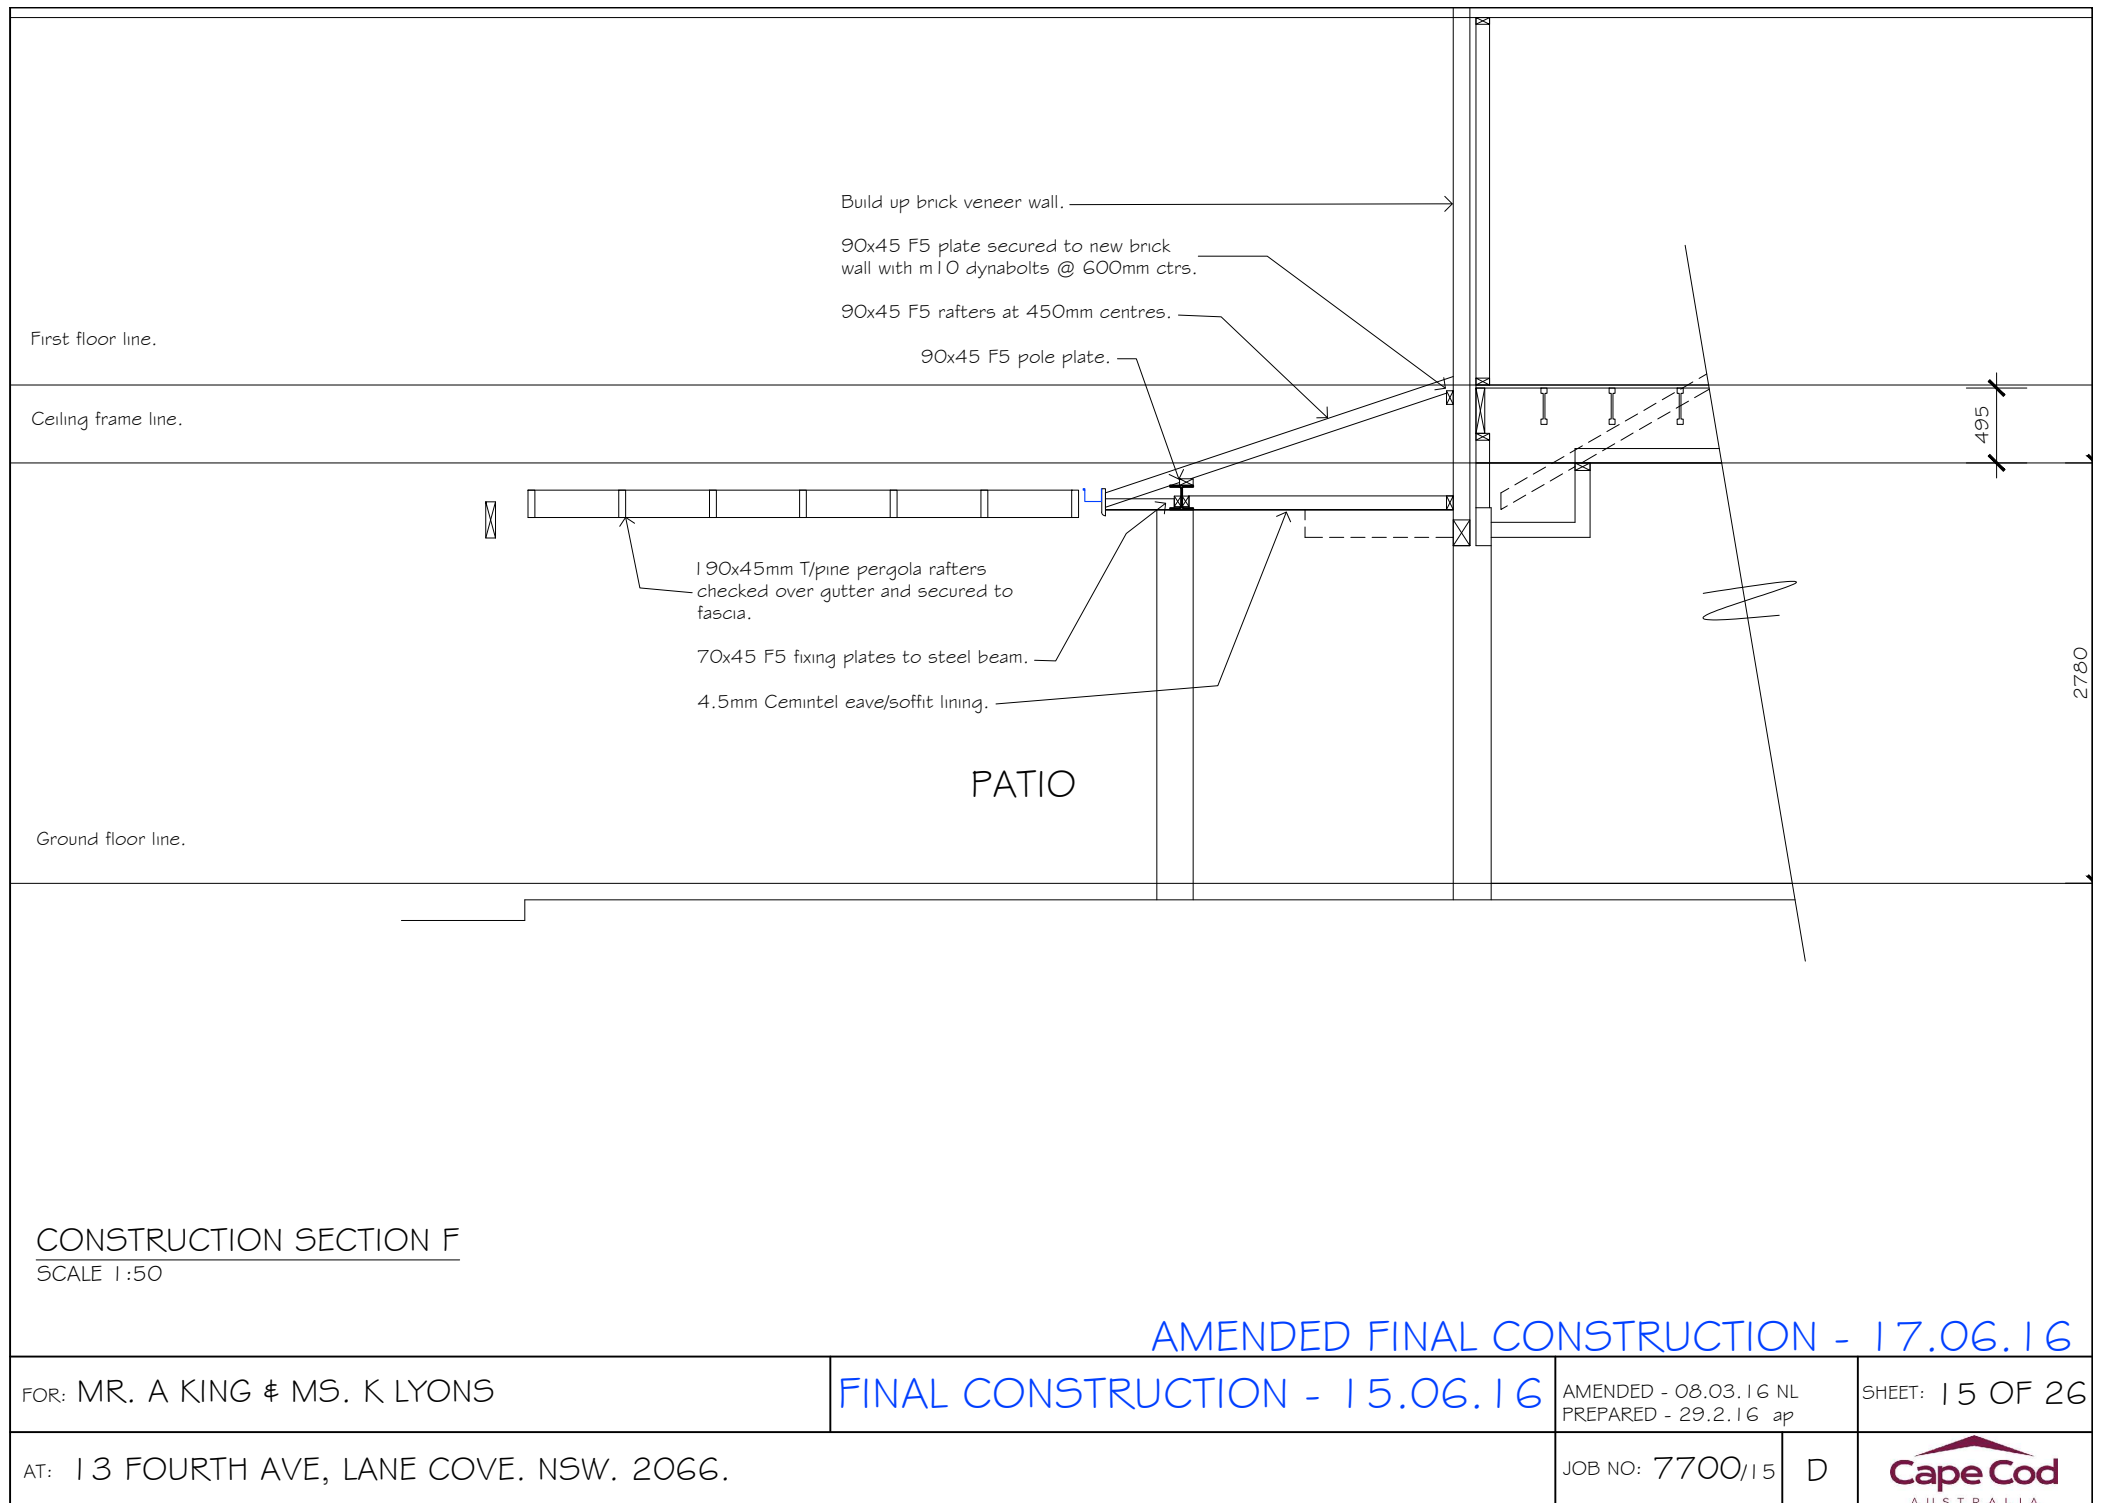 Build up brick veneer wall.
90x45 F5 plate secured to new brick
wall with m10 dynabolts @ 600mm ctrs.
90x45 F5 rafters at 450mm centres.
90x45 F5 pole plate.
First floor line.
Ceiling frame line.
495
190x45mm T/pine pergola rafters
checked over gutter and secured to
fascia.
70x45 F5 fixing plates to steel beam.
4.5mm Cemintel eave/soffit lining.
2780
PATIO
Ground floor line.
CONSTRUCTION SECTION F
SCALE 1:50
AMENDED FINAL CONSTRUCTION - 17.06.16
FOR: MR. A KING & MS. K LYONS
FINAL CONSTRUCTION - 15.06.16
AMENDED - 08.03.16 NL
PREPARED - 29.2.16 ap
SHEET: 15 OF 26
AT: 13 FOURTH AVE, LANE COVE. NSW. 2066.
JOB NO: 7700/15
D
Cape Cod
AUSTRALIA